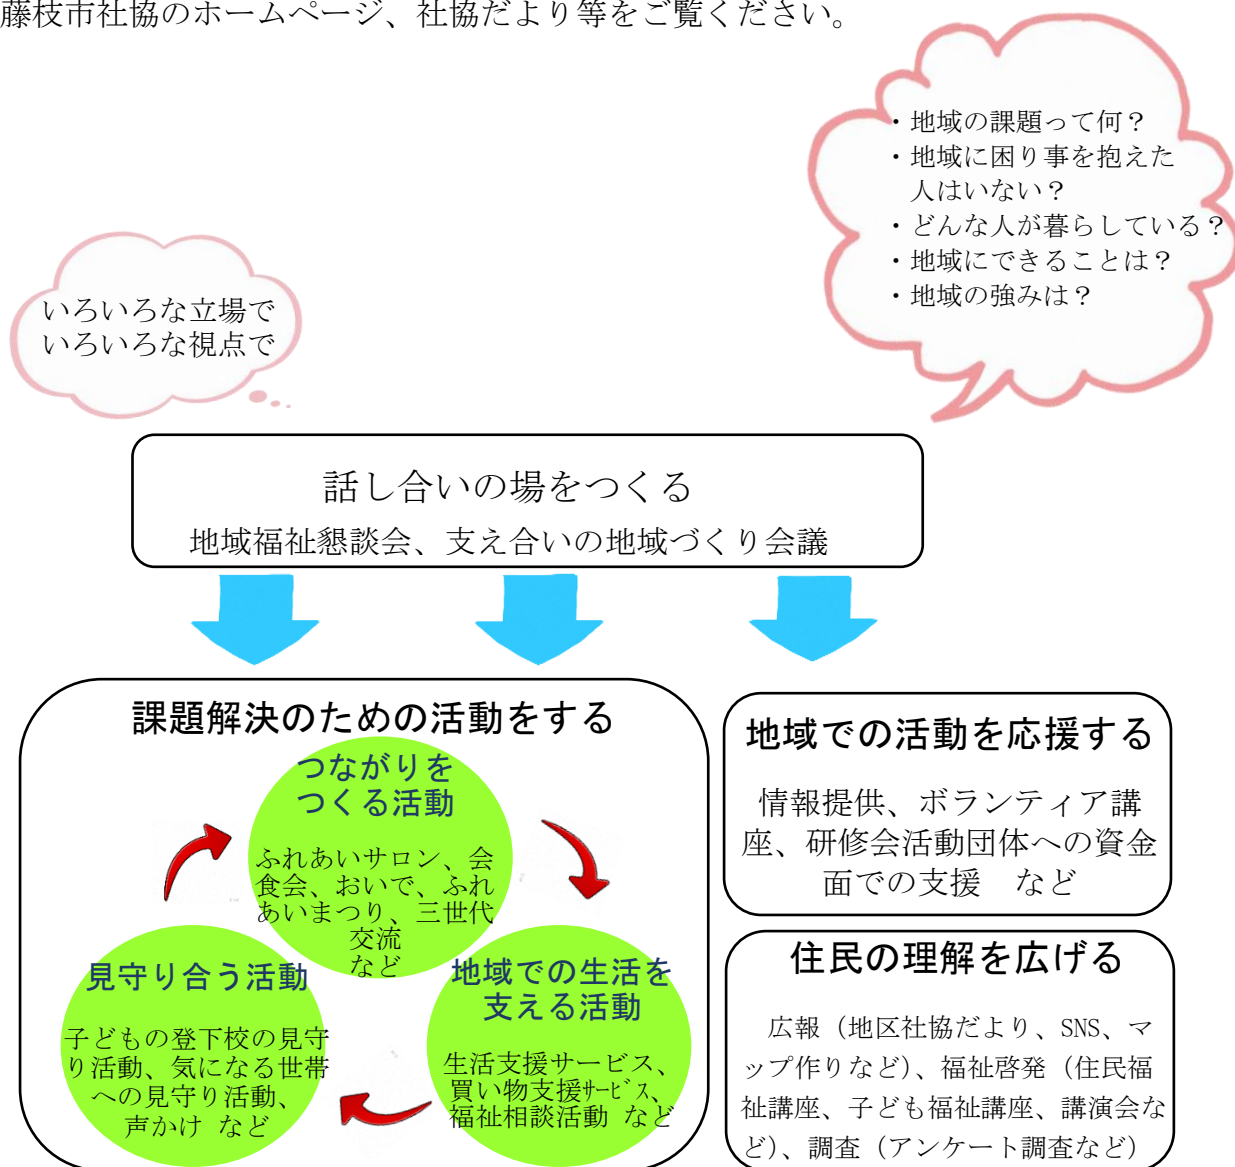 藤枝市社協のホームページ、社協だより等をご覧ください。
・地域の課題って何？
・地域に困り事を抱えた
人はいない？
・どんな人が暮らしている？
・地域にできることは？
・地域の強みは？
いろいろな立場で
いろいろな視点で
話し合いの場をつくる
地域福祉懇談会、支え合いの地域づくり会議
課題解決のための活動をする
つながりを
つくる活動
ふれあいサロン、会
食会、おいで、ふれ
あいまつり、三世代
交流
など
見守り合う活動
子どもの登下校の見守
り活動、気になる世帯
への見守り活動、
声かけ など
地域での生活を
支える活動
生活支援サービス、
買い物支援ｻｰﾋﾞｽ、
福祉相談活動 など
地域での活動を応援する
情報提供、ボランティア講
座、研修会活動団体への資金
面での支援　など
住民の理解を広げる
広報（地区社協だより、SNS、マ
ップ作りなど）、福祉啓発（住民福
祉講座、子ども福祉講座、講演会な
ど）、調査（アンケート調査など）